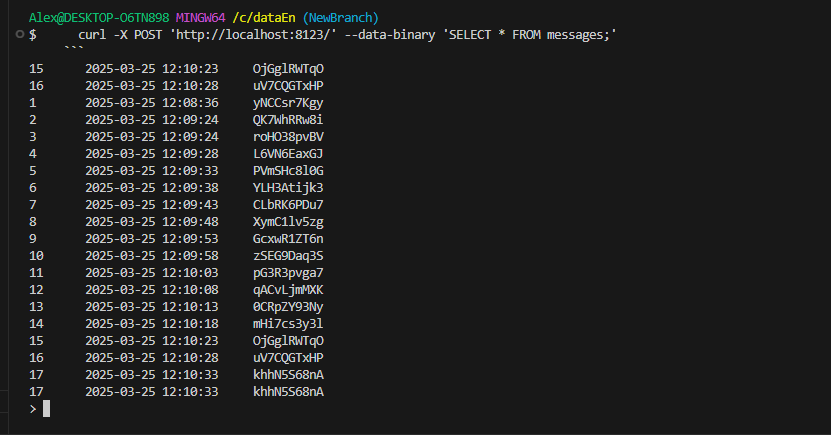 Alex@DESKTOP-O6TN898 MINGW64 /c/dataEn (NewBranch)
$ curl -X POST 'http://localhost:8123/' --data-binary 'SELECT * FROM messages;'
```
15 2025-03-25 12:10:23 OjGglRWTqO
16 2025-03-25 12:10:28 uV7CQGTxHP
1 2025-03-25 12:08:36 yNCCsr7Kgy
2 2025-03-25 12:09:24 QK7WhRRw8i
3 2025-03-25 12:09:24 roHO38pvBV
4 2025-03-25 12:09:28 L6VN6EaxGJ
5 2025-03-25 12:09:33 PVmSHc8l0G
6 2025-03-25 12:09:38 YLH3Atijk3
7 2025-03-25 12:09:43 CLbRK6PDu7
8 2025-03-25 12:09:48 XymC1lv5zg
9 2025-03-25 12:09:53 GcxwR1ZT6n
10 2025-03-25 12:09:58 zSEG9Daq3S
11 2025-03-25 12:10:03 pG3R3pvga7
12 2025-03-25 12:10:08 qACvLjmMXK
13 2025-03-25 12:10:13 0CRpZY93Ny
14 2025-03-25 12:10:18 mHi7cs3y3l
15 2025-03-25 12:10:23 OjGglRWTqO
16 2025-03-25 12:10:28 uV7CQGTxHP
17 2025-03-25 12:10:33 khhN5S68nA
17 2025-03-25 12:10:33 khhN5S68nA
>